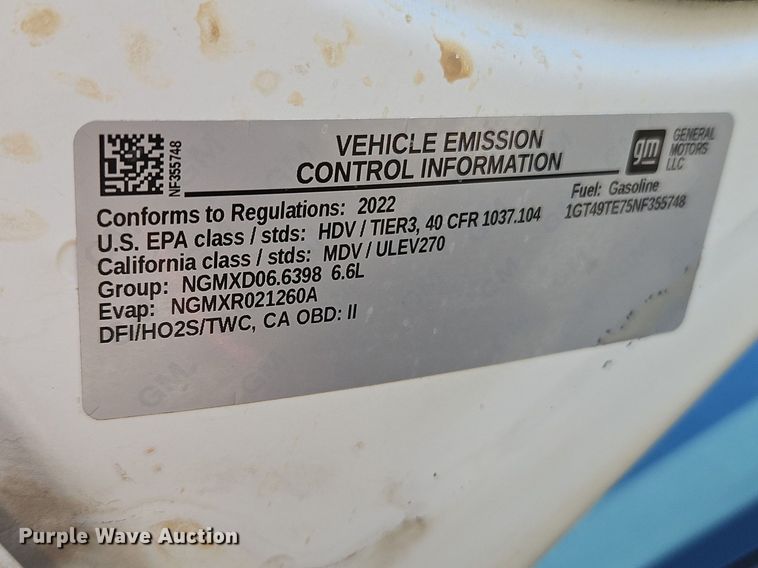 NF355748
VEHICLE EMISSION
CONTROL INFORMATION
gm
GENERAL
MOTORS
LLC
Fuel: Gasoline
1GT49TE75NF355748
Conforms to Regulations: 2022
U.S. EPA class / stds: HDV / TIER3, 40 CFR 1037.104
California class / stds: MDV / ULEV270
Group: NGMXD06.6398 6.6L
Evap: NGMXR021260A
DFI/HO2S/TWC, CA OBD: II
Purple Wave Auction